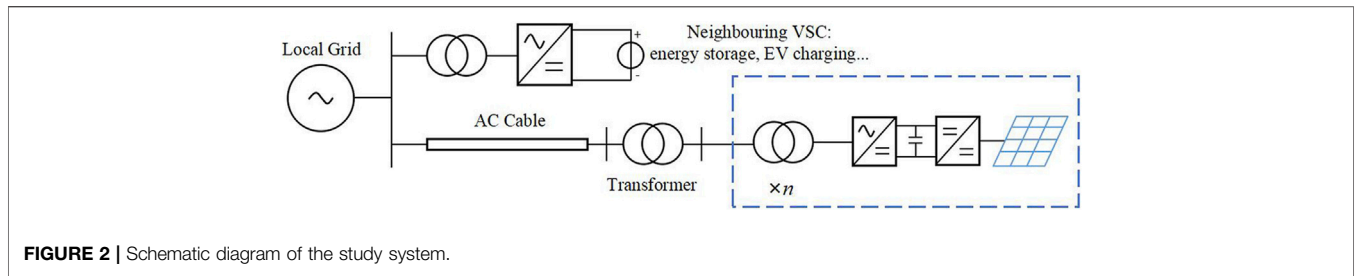 Local Grid
+
-
Neighbouring VSC:
energy storage, EV charging...
AC Cable
Transformer
×n
FIGURE 2 | Schematic diagram of the study system.